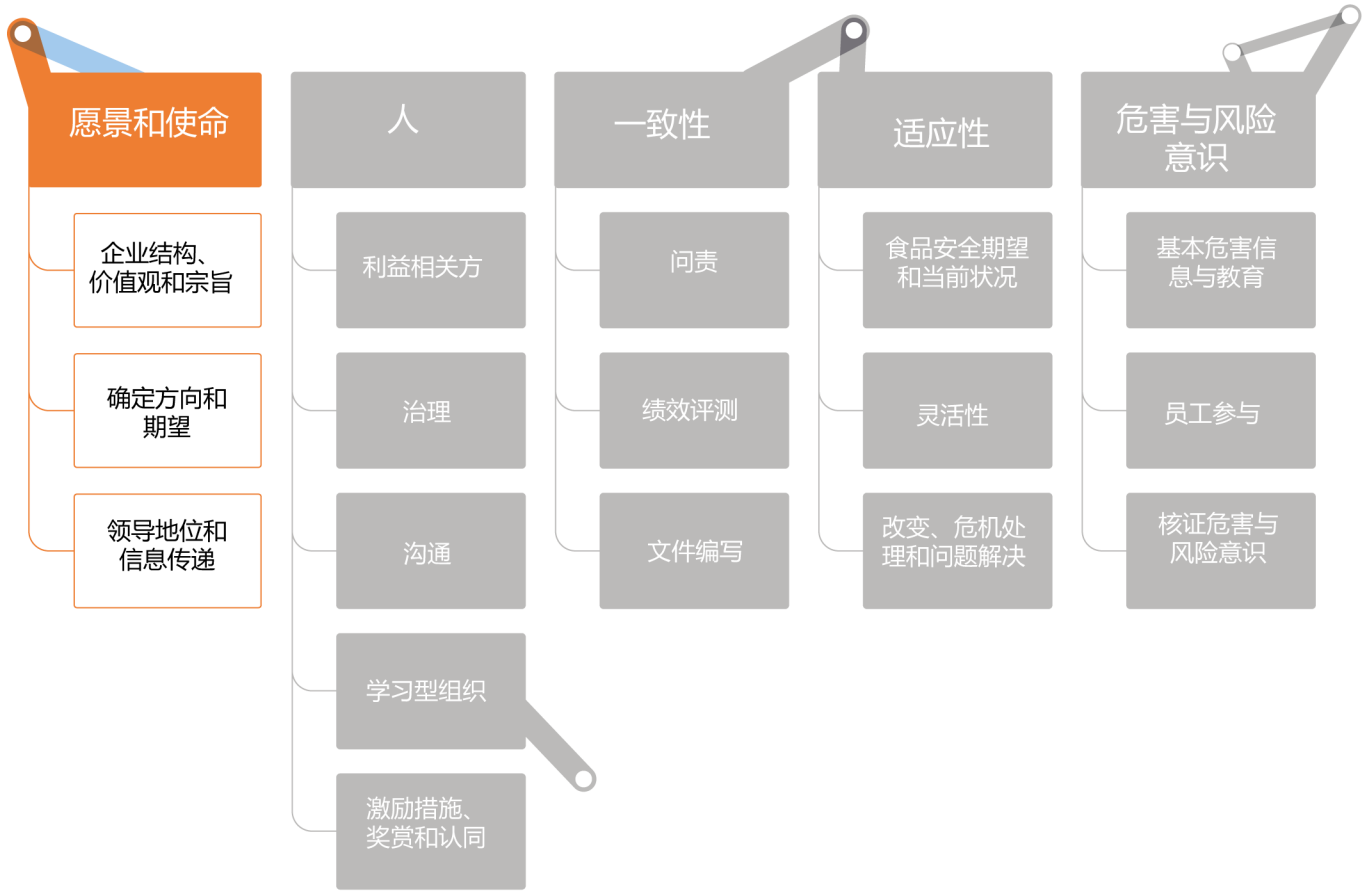 愿景和使命
企业结构、
价值观和宗旨
确定方向和
期望
领导地位和
信息传递
人
利益相关方
治理
沟通
学习型组织
激励措施、
奖赏和认同
一致性
问责
绩效评测
文件编写
适应性
食品安全期望
和当前状况
灵活性
改变、危机处
理和问题解决
危害与风险
意识
基本危害信
息与教育
员工参与
核证危害与
风险意识